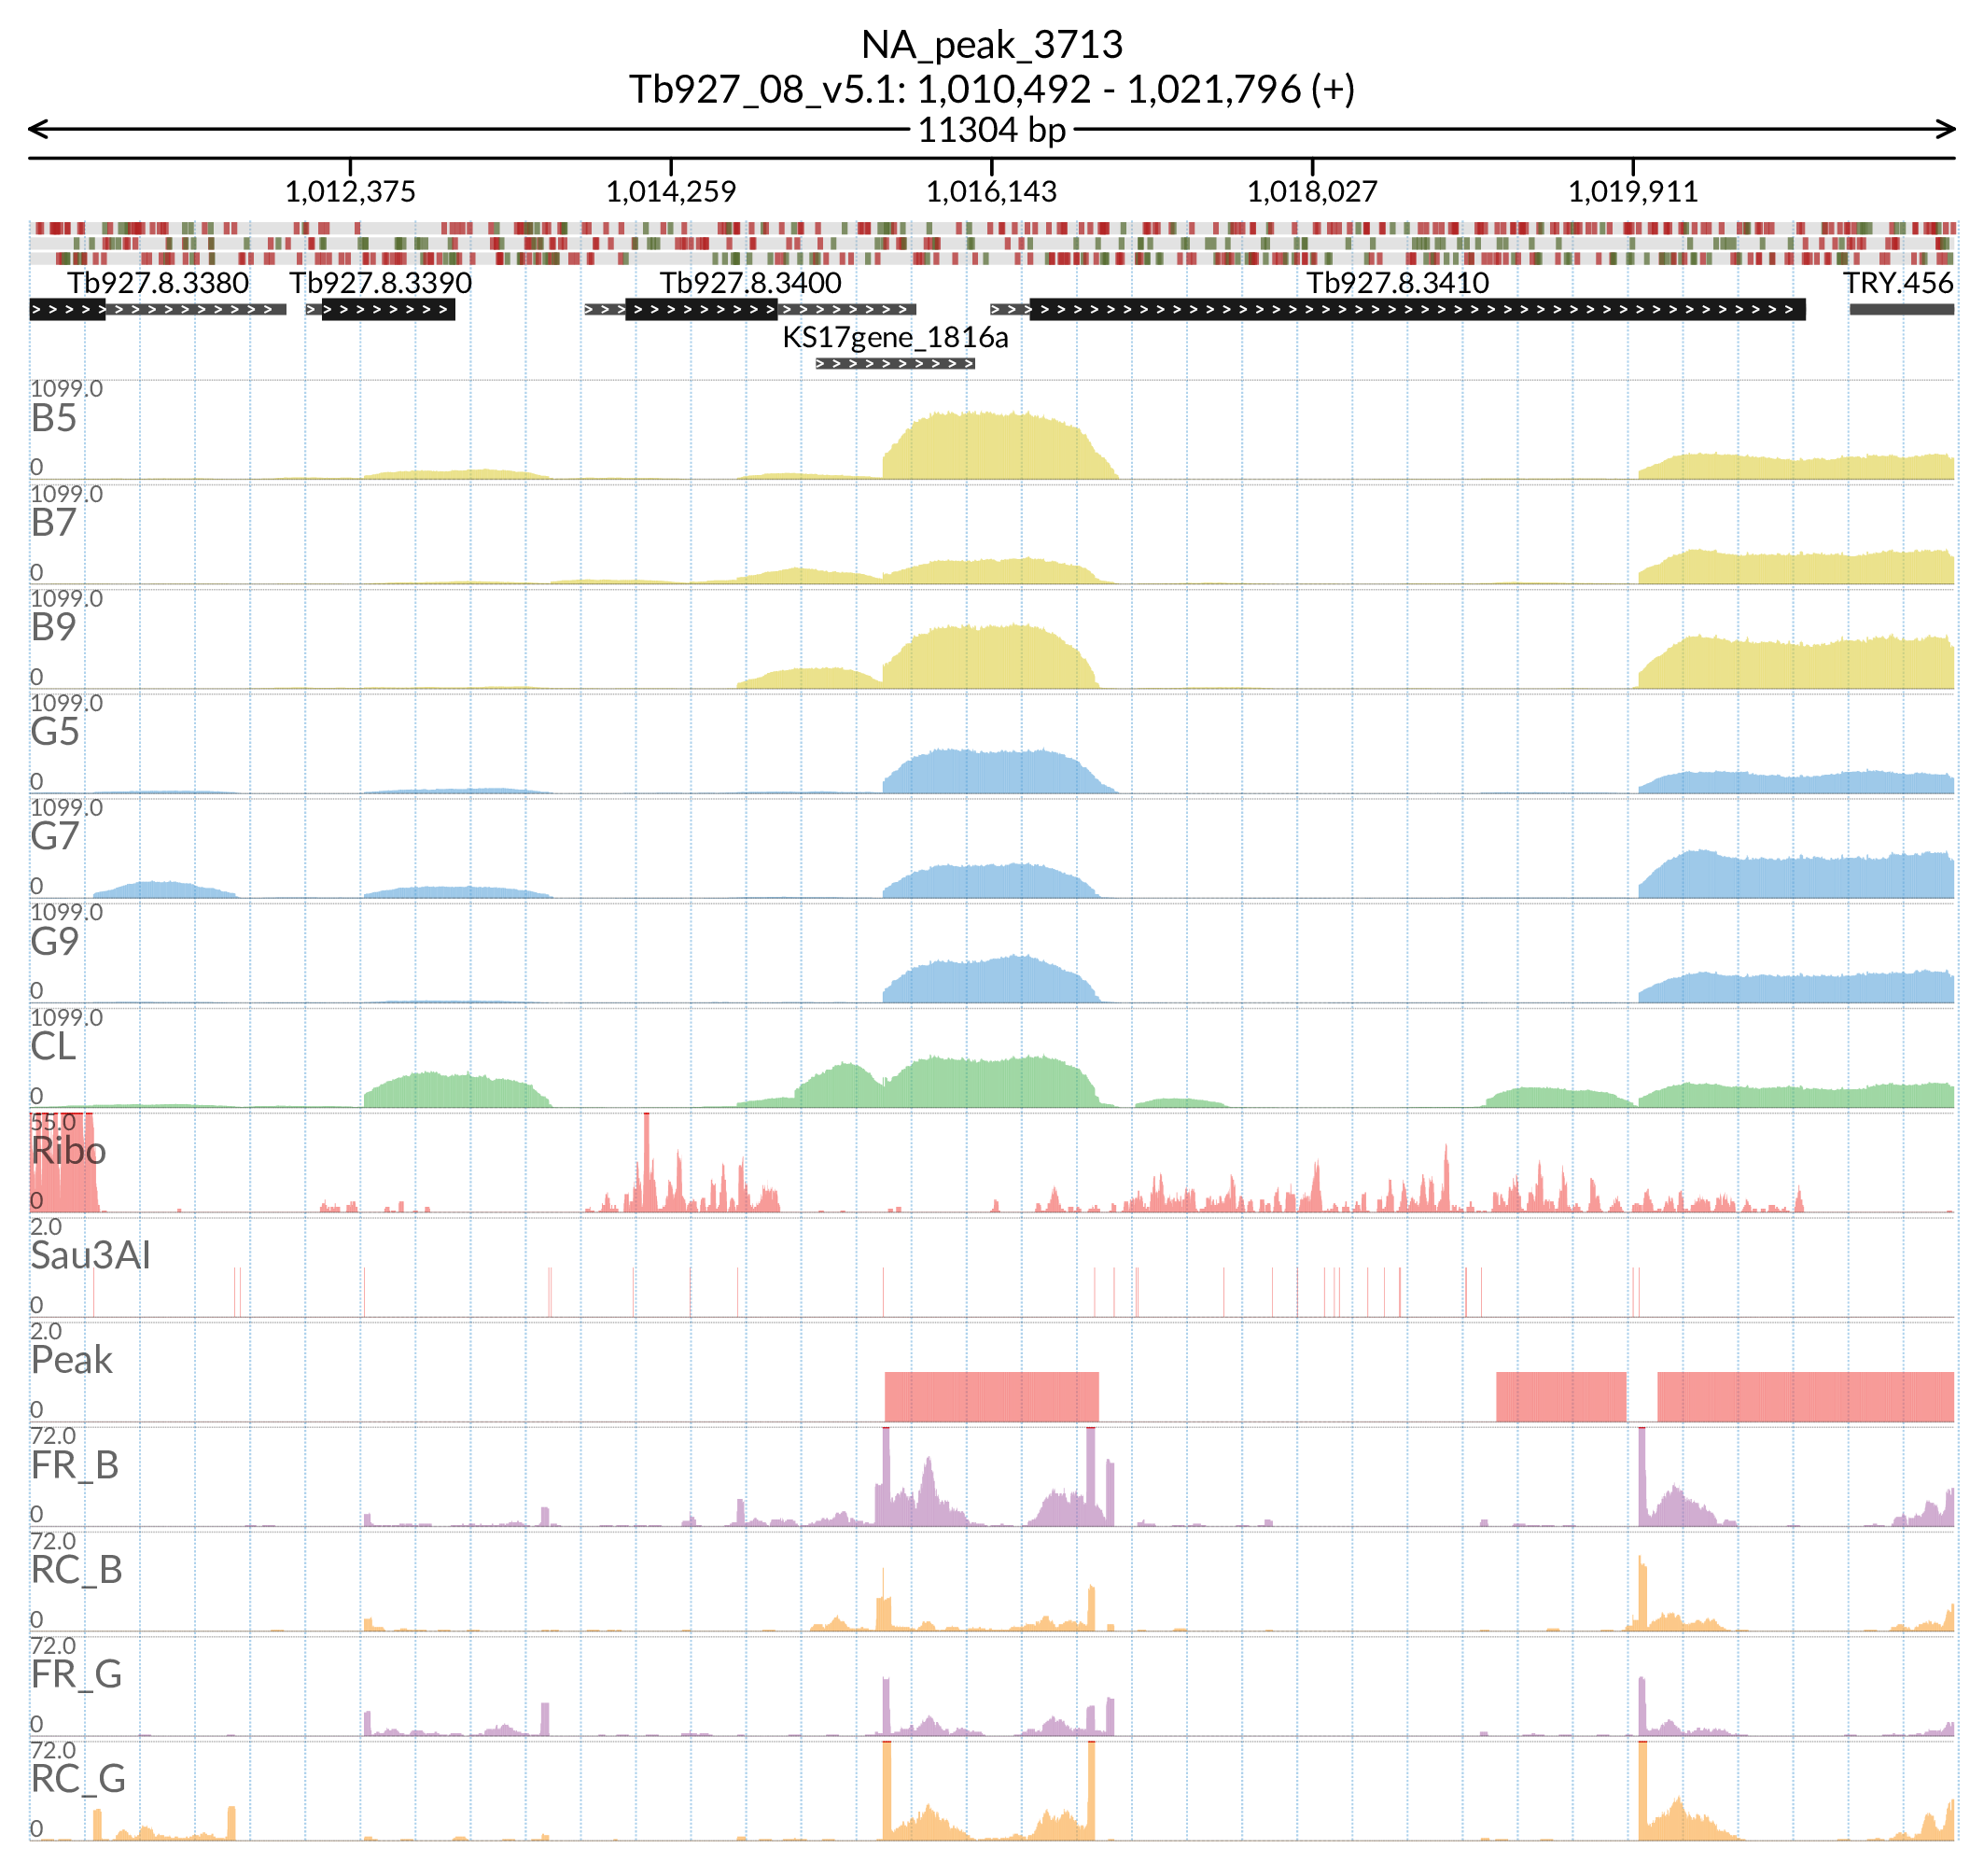 NA_peak_3713
Tb927_08_v5.1: 1,010,492 - 1,021,796 (+)
11304 bp
1,012,375 1,014,259 1,016,143 1,018,027 1,019,911
Tb927.8.3380 Tb927.8.3390 Tb927.8.3400 Tb927.8.3410 TRY.456
KS17gene_1816a
1099.0
B5
0
1099.0
B7
0
1099.0
B9
0
1099.0
G5
0
1099.0
G7
0
1099.0
G9
0
1099.0
CL
0
55.0
Ribo
0
2.0
Sau3AI
0
2.0
Peak
0
72.0
FR_B
0
72.0
RC_B
0
72.0
FR_G
0
72.0
RC_G
0